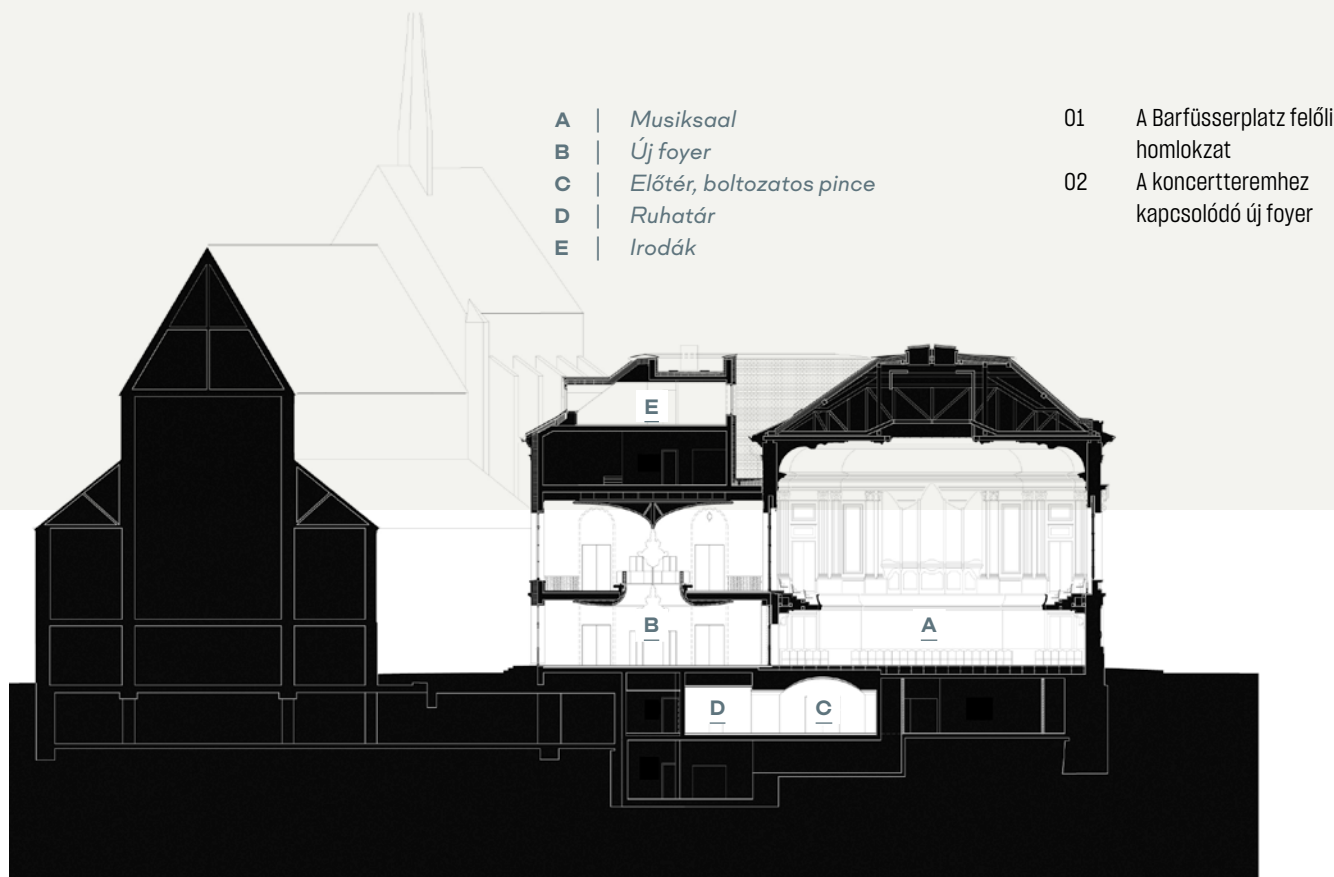 A | Musiksaal
B | Új foyer
C | Előtér, boltozatos pince
D | Ruhatár
E | Irodák
01 A Barfüsserplatz felőli
homlokzat
02 A koncertteremhez
kapcsolódó új foyer
E
B
A
D
C